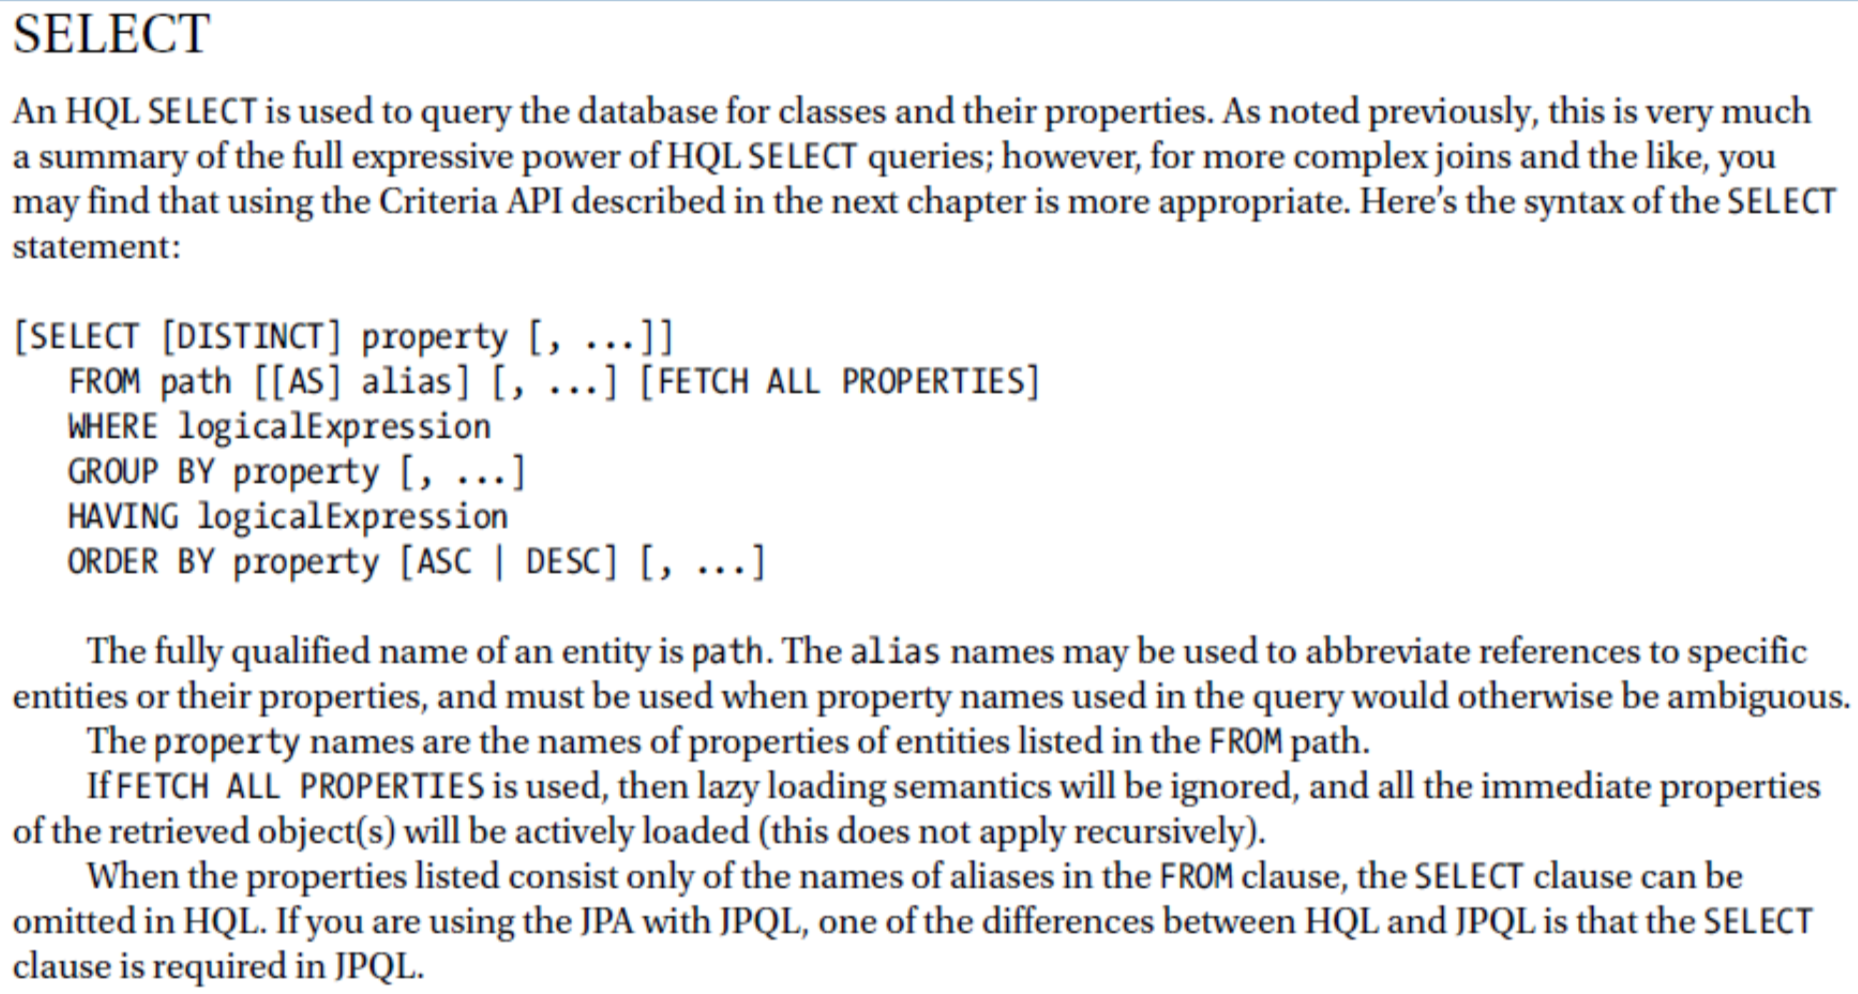 SELECT
An HQL SELECT is used to query the database for classes and their properties. As noted previously, this is very much
a summary of the full expressive power of HQL SELECT queries; however, for more complex joins and the like, you
may find that using the Criteria API described in the next chapter is more appropriate. Here's the syntax of the SELECT
statement:
[SELECT [DISTINCT] property [, ...]]
FROM path [[AS] alias] [, ...] [FETCH ALL PROPERTIES]
WHERE logicalExpression
GROUP BY property [, ...]
HAVING logicalExpression
ORDER BY property [ASC | DESC] [, ...]
The fully qualified name of an entity is path. The alias names may be used to abbreviate references to specific
entities or their properties, and must be used when property names used in the query would otherwise be ambiguous.
The property names are the names of properties of entities listed in the FROM path.
If FETCH ALL PROPERTIES is used, then lazy loading semantics will be ignored, and all the immediate properties
of the retrieved object(s) will be actively loaded (this does not apply recursively).
When the properties listed consist only of the names of aliases in the FROM clause, the SELECT clause can be
omitted in HQL. If you are using the JPA with JPQL, one of the differences between HQL and JPQL is that the SELECT
clause is required in JPQL.